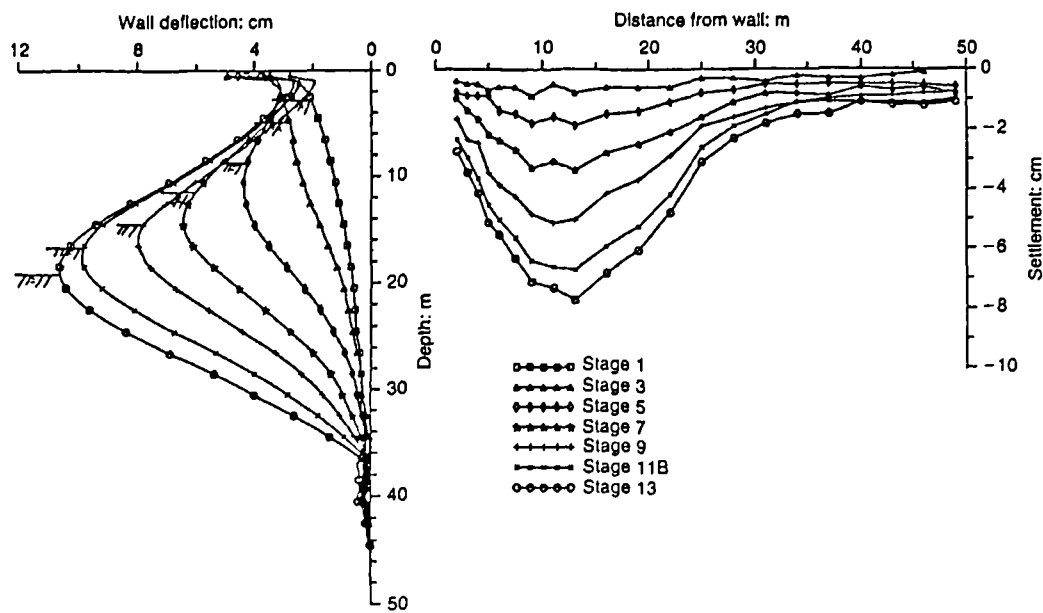 Wall deflection: cm
12 8 4 0
0
10
20
30
40
50
Depth: m
Distance from wall: m
0 10 20 30 40 50
0
−2
−4
−6
−8
−10
Settlement: cm
Stage 1
Stage 3
Stage 5
Stage 7
Stage 9
Stage 11B
Stage 13